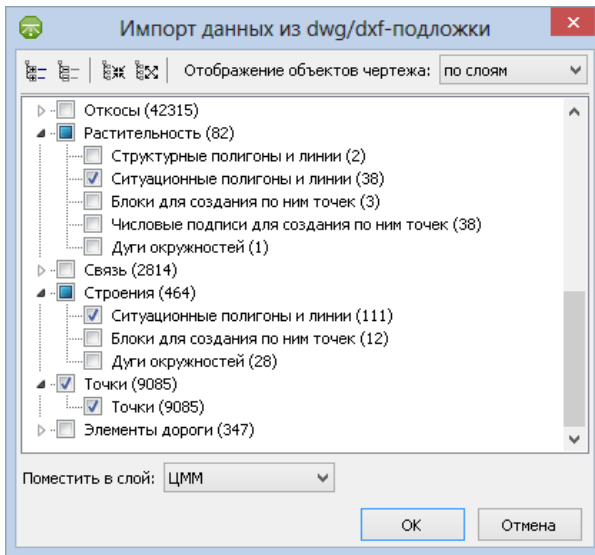 Импорт данных из dwg/dxf-подложки
Отображение объектов чертежа: по слоям
Откосы (42315)
Растительность (82)
Структурные полигоны и линии (2)
Ситуационные полигоны и линии (38)
Блоки для создания по ним точек (3)
Числовые подписи для создания по ним точек (38)
Дуги окружностей (1)
Связь (2814)
Строения (464)
Ситуационные полигоны и линии (111)
Блоки для создания по ним точек (12)
Дуги окружностей (28)
Точки (9085)
Точки (9085)
Элементы дороги (347)
Поместить в слой: ЦММ
OK Отмена